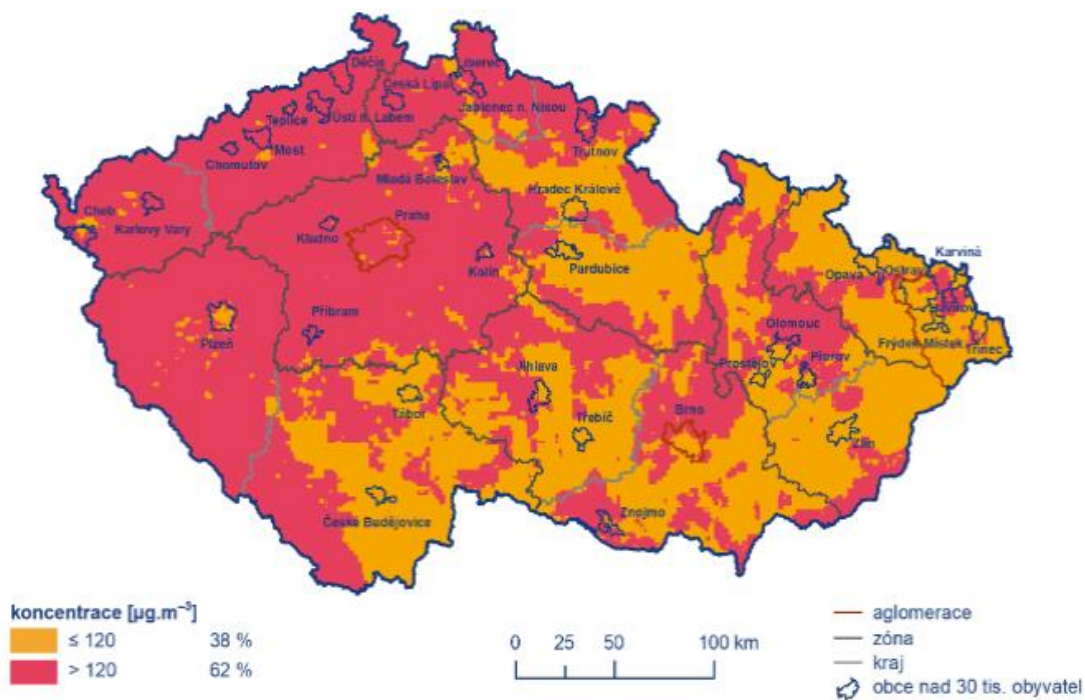 Děčín
Liberec
Česká Lípa
Jablonec n. Nisou
Teplice
Ústí n. Labem
Most
Chomutov
Trutnov
Mladá Boleslav
Hradec Králové
Cheb
Karlovy Vary
Praha
Kladno
Kolín
Pardubice
Karviná
Opava
Ostrava
Havířov
Příbram
Plzeň
Olomouc
Frýdek-Místek
Třinec
Prostějov
Přerov
Jihlava
Tábor
Brno
Třebíč
Zlín
České Budějovice
Znojmo
koncentrace [µg.m⁻³]
≤ 120 38 %
> 120 62 %
0 25 50 100 km
aglomerace
zóna
kraj
obce nad 30 tis. obyvatel